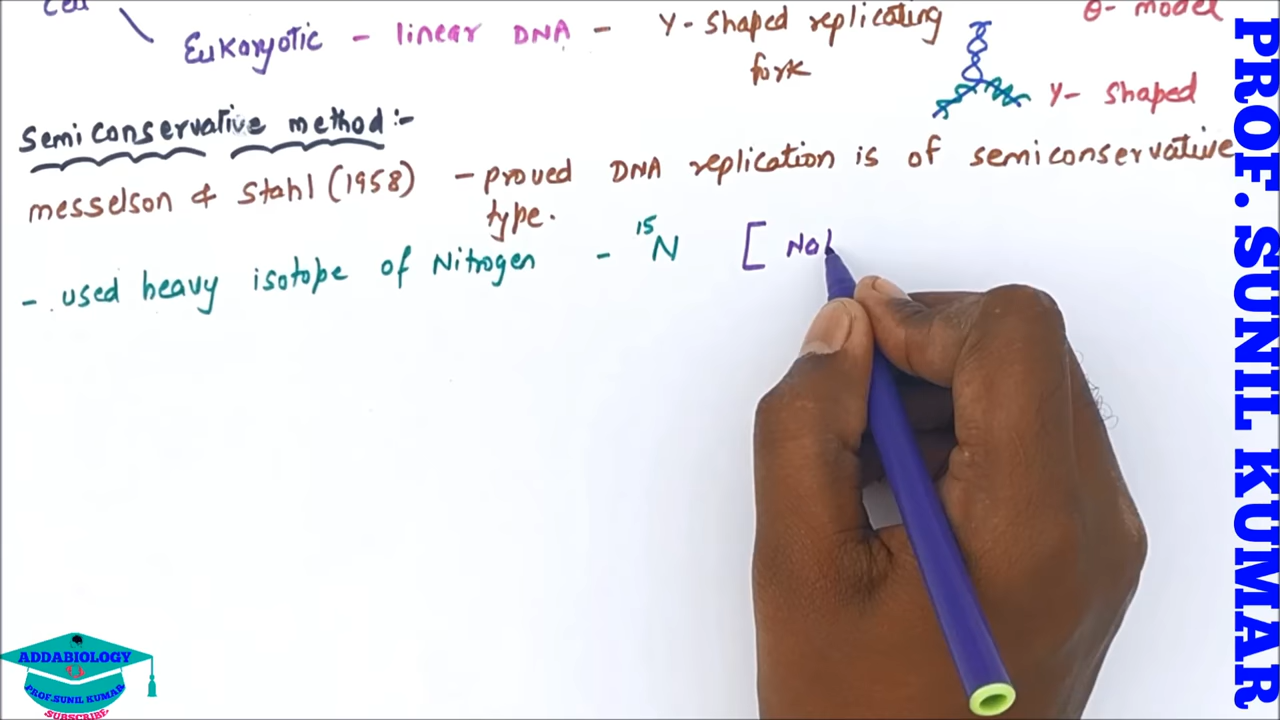 Eukaryotic - linear DNA - Y-shaped replicating
fork
θ- model
Y- shaped
Semiconservative method:-
messelson & Stahl (1958) - proved DNA replication is of semiconservative
type.
- used heavy isotope of Nitrogen - ¹⁵N [ Na
PROF. SUNIL KUMAR
ADDABIOLOGY
PROF.SUNIL KUMAR
SUBSCRIBE